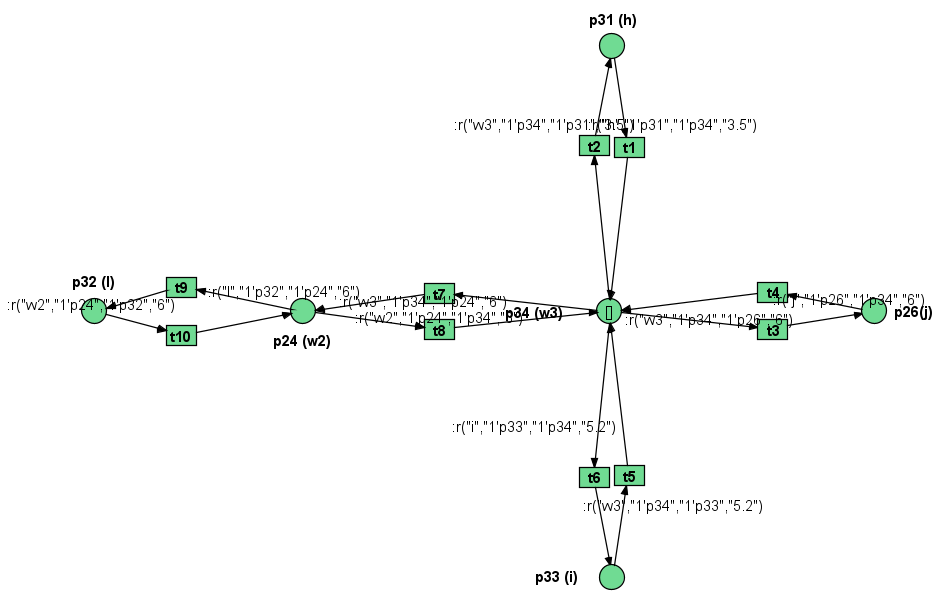 p31 (h)
:r("w3","1'p34","1'p31","3.5")
:r("h","1'p31","1'p34","3.5")
t2
t1
p32 (l)
t9
:r("w2","1'p24","1'p32","6")
:r("l","1'p32","1'p24","6")
t10
p24 (w2)
t7
:r("w3","1'p34","1'p24","6")
:r("w2","1'p24","1'p34","6")
t8
p34 (w3)
t4
:r("j","1'p26","1'p34","6")
:r("w3","1'p34","1'p26","6")
t3
p26(j)
:r("i","1'p33","1'p34","5.2")
t6
t5
:r("w3","1'p34","1'p33","5.2")
p33 (i)